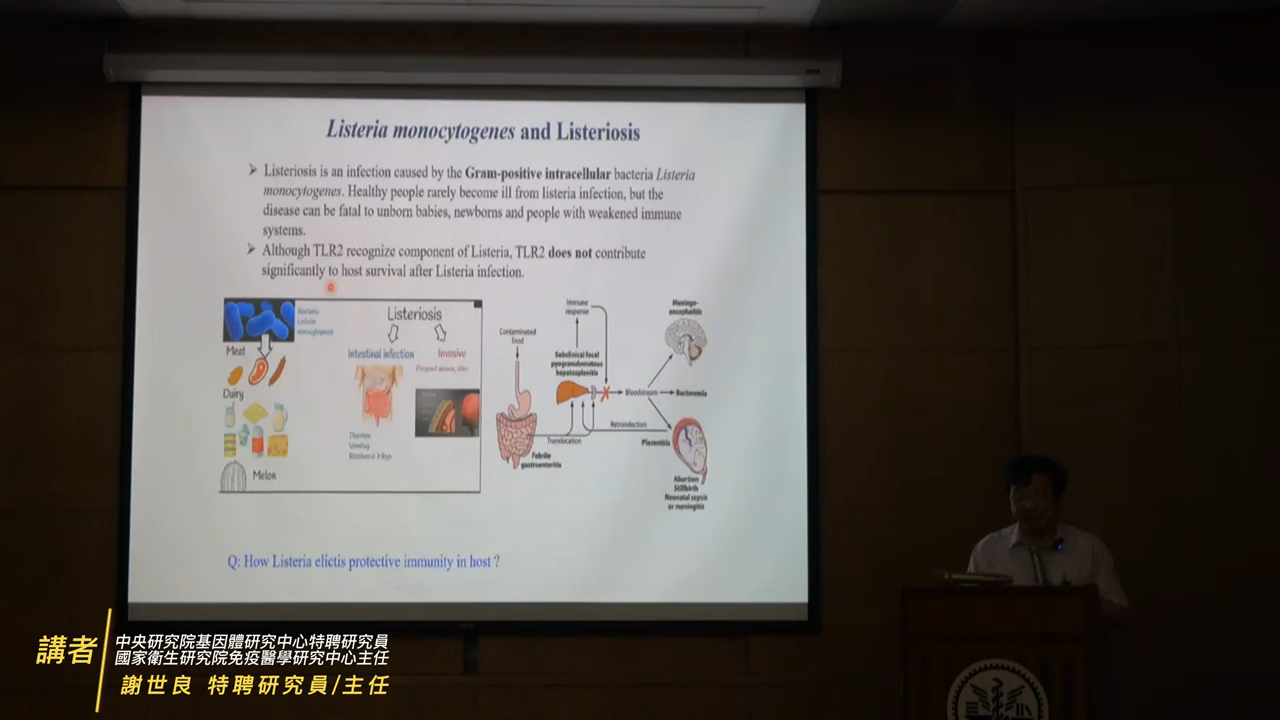 Listeria monocytogenes and Listeriosis
➢ Listeriosis is an infection caused by the Gram-positive intracellular bacteria Listeria
monocytogenes. Healthy people rarely become ill from listeria infection, but the
disease can be fatal to unborn babies, newborns and people with weakened immune
systems.
➢ Although TLR2 recognize component of Listeria, TLR2 does not contribute
significantly to host survival after Listeria infection.
Listeriosis
Meat
Intestinal infection
Invasive
Dairy
Diarrhea
Vomiting
Melon
Contaminated
food
Immune
response
Subclinical focal
pyogranulomatous
hepatosplenitis
Meningo-
encephalitis
Bloodstream
Bacteremia
Translocation
Febrile
gastroenteritis
Placentitis
Abortion
Stillbirth
Neonatal sepsis
or meningitis
Q: How Listeria elictis protective immunity in host ?
講者
中央研究院基因體研究中心特聘研究員
國家衛生研究院免疫醫學研究中心主任
謝世良 特聘研究員/主任